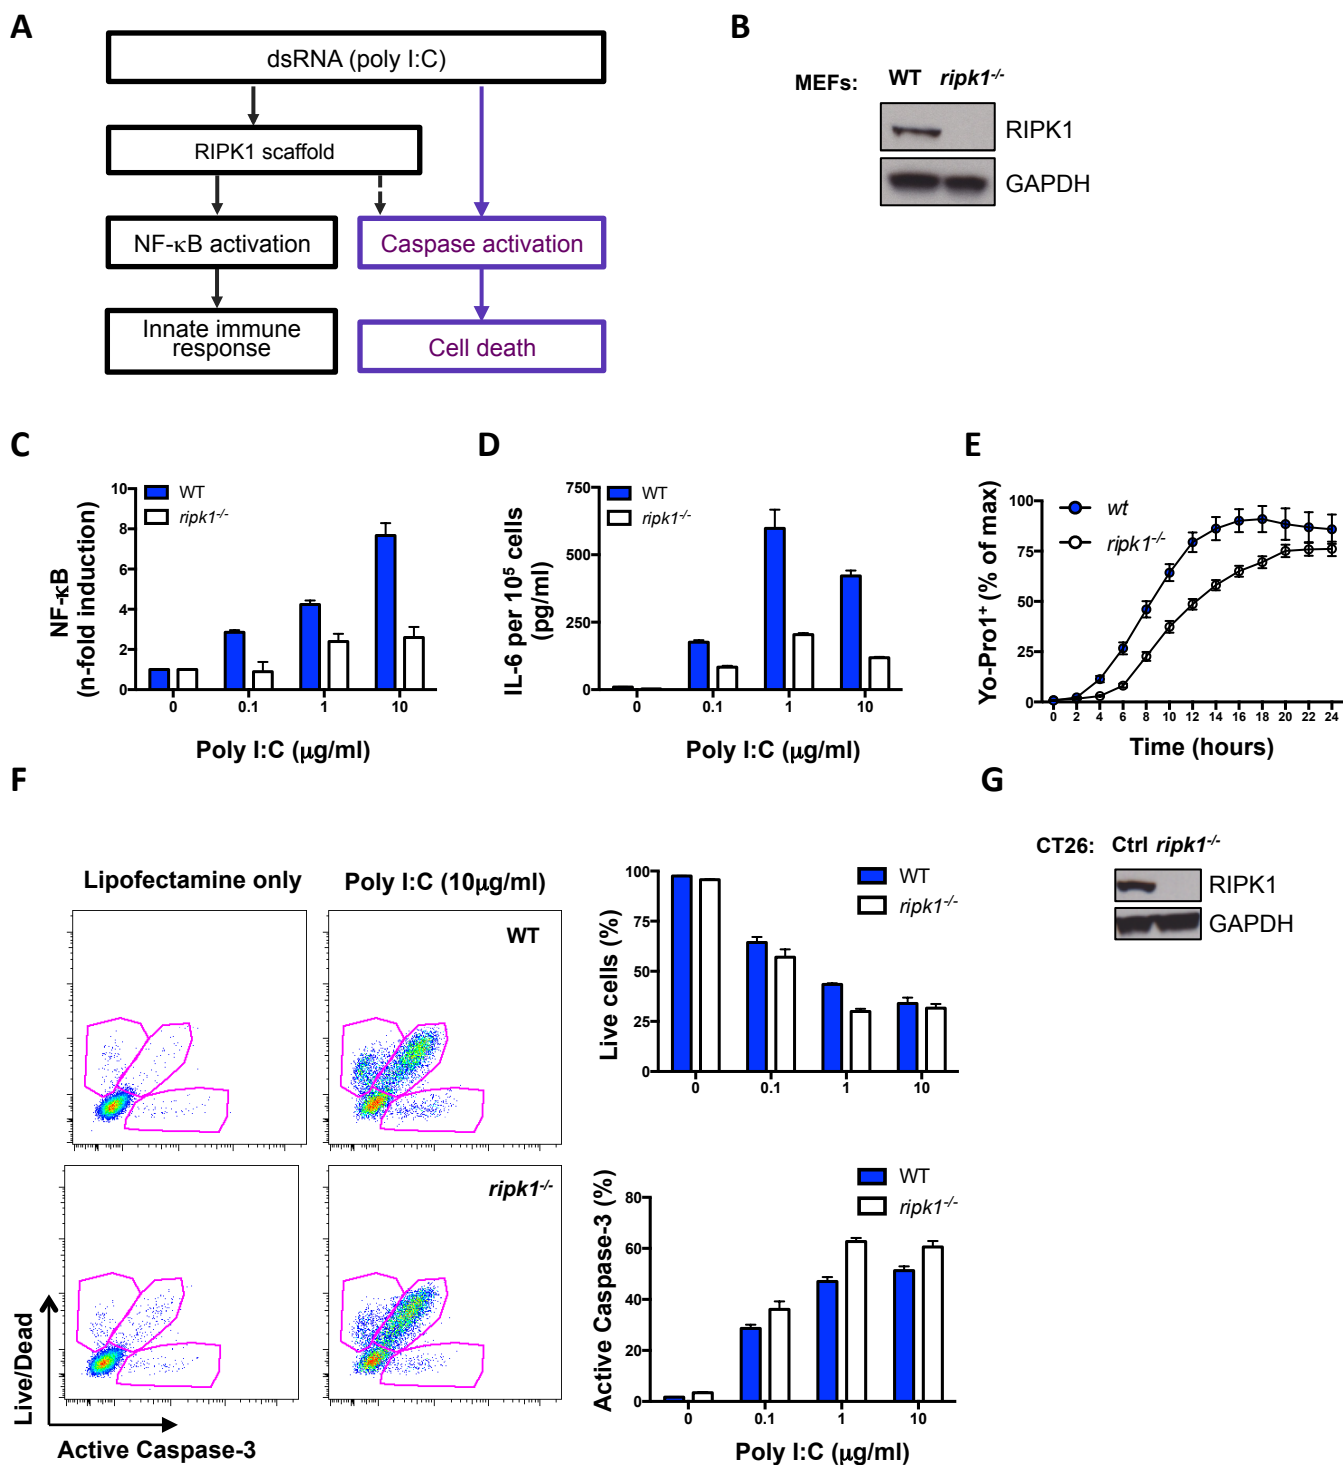 A
dsRNA (poly I:C)
RIPK1 scaffold
NF-κB activation
Caspase activation
Innate immune
response
Cell death
B
MEFs: WT ripk1-/-
RIPK1
GAPDH
C
WT
ripk1-/-
NF-κB
(n-fold induction)
10
8
6
4
2
0
0 0.1 1 10
Poly I:C (μg/ml)
D
WT
ripk1-/-
IL-6 per 10⁵ cells
(pg/ml)
750
500
250
0
0 0.1 1 10
Poly I:C (μg/ml)
E
wt
ripk1-/-
Yo-Pro1⁺ (% of max)
100
75
50
25
0
0 2 4 6 8 10 12 14 16 18 20 22 24
Time (hours)
F
Lipofectamine only
Poly I:C (10μg/ml)
WT
ripk1-/-
Live/Dead
Active Caspase-3
WT
ripk1-/-
Live cells (%)
100
75
50
25
0
0 0.1 1 10
WT
ripk1-/-
Active Caspase-3 (%)
80
60
40
20
0
0 0.1 1 10
Poly I:C (μg/ml)
G
CT26: Ctrl ripk1-/-
RIPK1
GAPDH